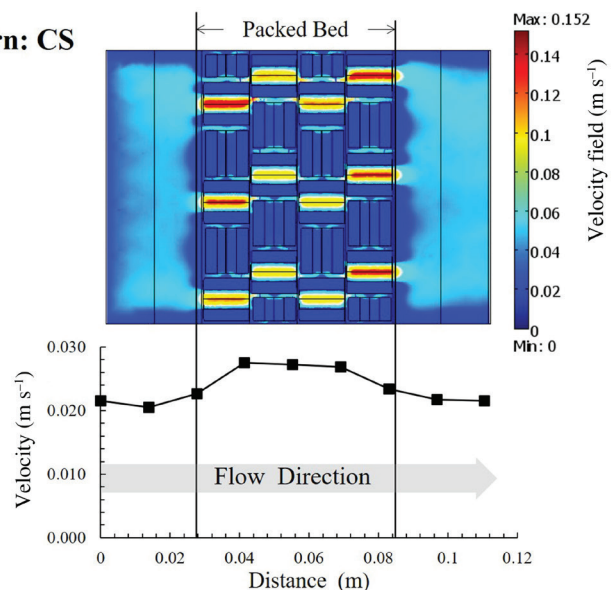 rn: CS
Packed Bed
Max: 0.152
0.14
0.12
0.1
0.08
0.06
0.04
0.02
0
Min: 0
Velocity field (m s⁻¹)
0.030
0.020
0.010
0.000
Velocity (m s⁻¹)
Flow Direction
0 0.02 0.04 0.06 0.08 0.1 0.12
Distance (m)